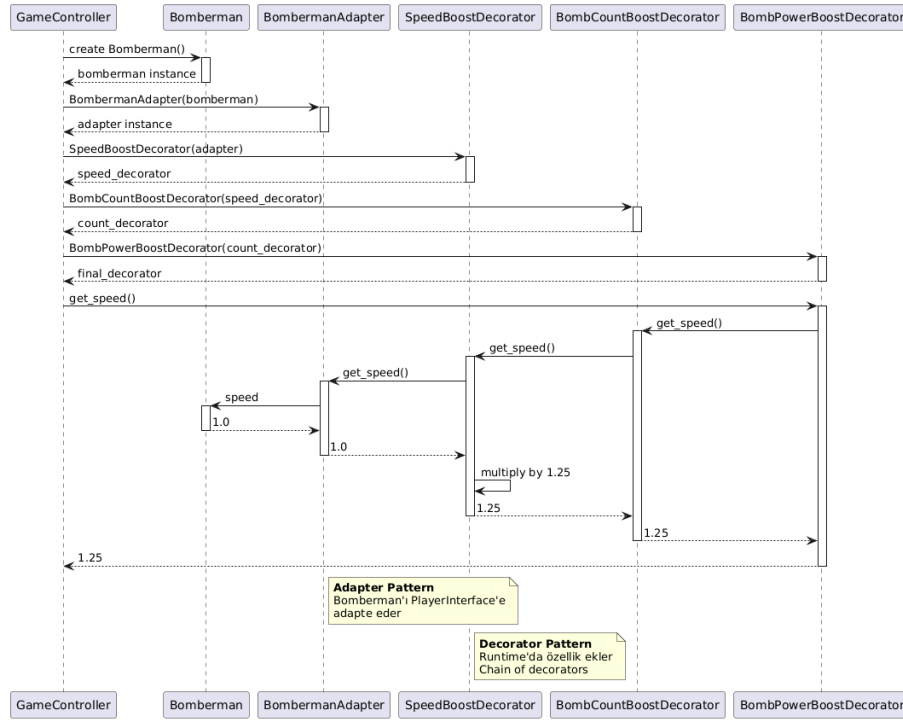 GameController
Bomberman
BombermanAdapter
SpeedBoostDecorator
BombCountBoostDecorator
BombPowerBoostDecorator
create Bomberman()
bomberman instance
BombermanAdapter(bomberman)
adapter instance
SpeedBoostDecorator(adapter)
speed_decorator
BombCountBoostDecorator(speed_decorator)
count_decorator
BombPowerBoostDecorator(count_decorator)
final_decorator
get_speed()
get_speed()
get_speed()
get_speed()
speed
1.0
1.0
multiply by 1.25
1.25
1.25
1.25
Adapter Pattern
Bomberman'ı PlayerInterface'e
adapte eder
Decorator Pattern
Runtime'da özellik ekler
Chain of decorators
GameController
Bomberman
BombermanAdapter
SpeedBoostDecorator
BombCountBoostDecorator
BombPowerBoostDecorator